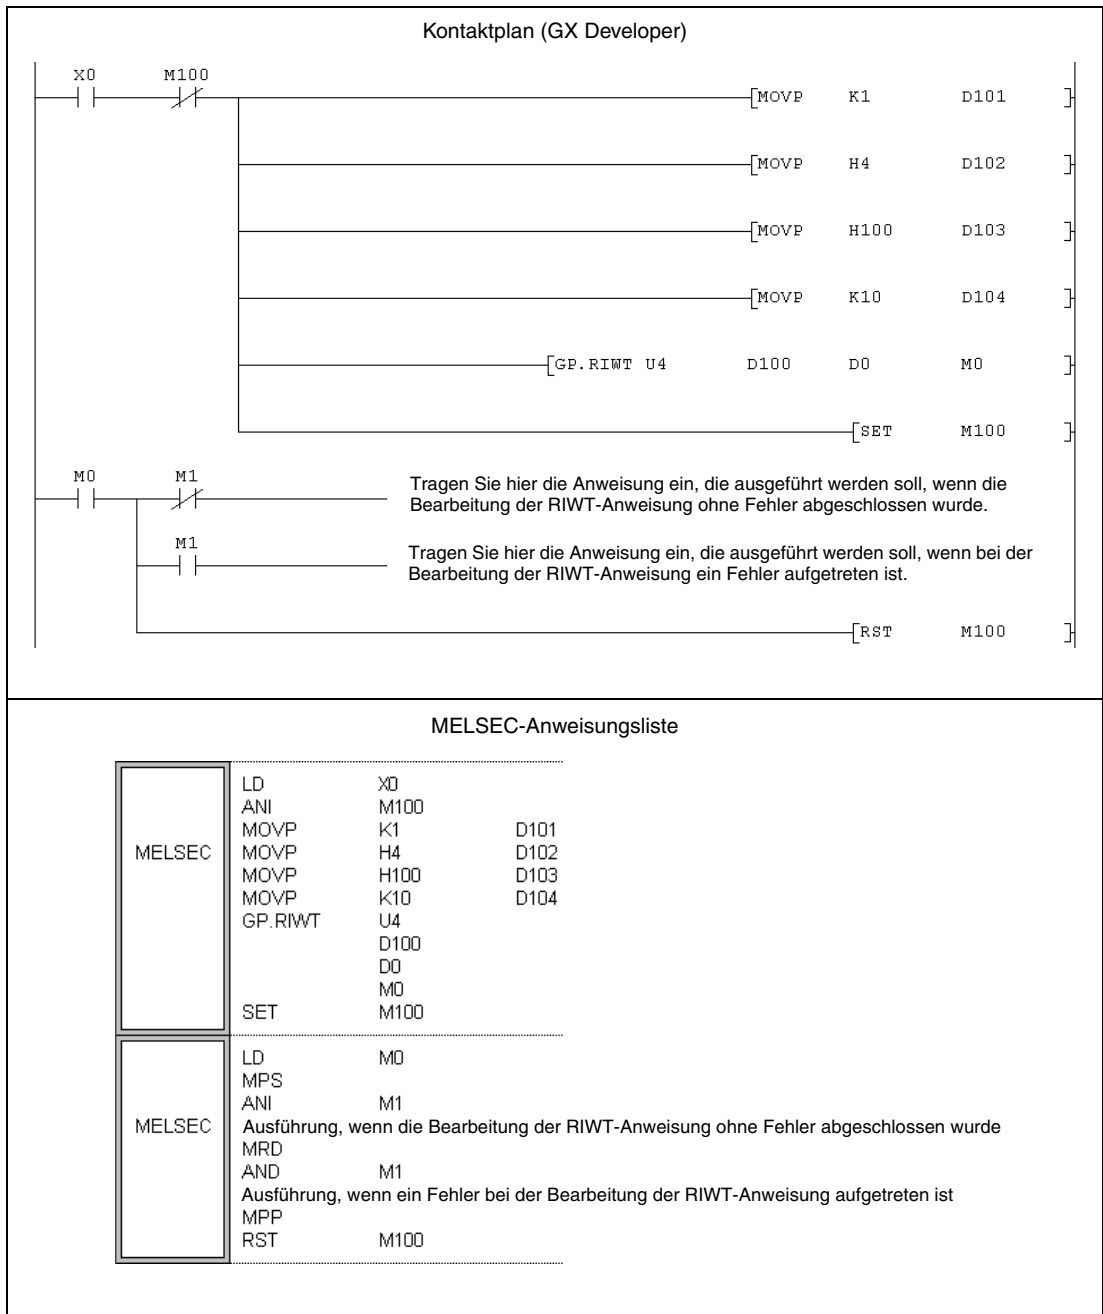 Kontaktplan (GX Developer)
X0 M100
MOVP K1 D101
MOVP H4 D102
MOVP H100 D103
MOVP K10 D104
GP.RIWT U4 D100 D0 M0
SET M100
M0 M1
Tragen Sie hier die Anweisung ein, die ausgeführt werden soll, wenn die
Bearbeitung der RIWT-Anweisung ohne Fehler abgeschlossen wurde.
M1
Tragen Sie hier die Anweisung ein, die ausgeführt werden soll, wenn bei der
Bearbeitung der RIWT-Anweisung ein Fehler aufgetreten ist.
RST M100
MELSEC-Anweisungsliste
LD X0
ANI M100
MOVP K1 D101
MELSEC MOVP H4 D102
MOVP H100 D103
MOVP K10 D104
GP.RIWT U4
D100
D0
M0
SET M100
LD M0
MPS
ANI M1
MELSEC Ausführung, wenn die Bearbeitung der RIWT-Anweisung ohne Fehler abgeschlossen wurde
MRD
AND M1
Ausführung, wenn ein Fehler bei der Bearbeitung der RIWT-Anweisung aufgetreten ist
MPP
RST M100